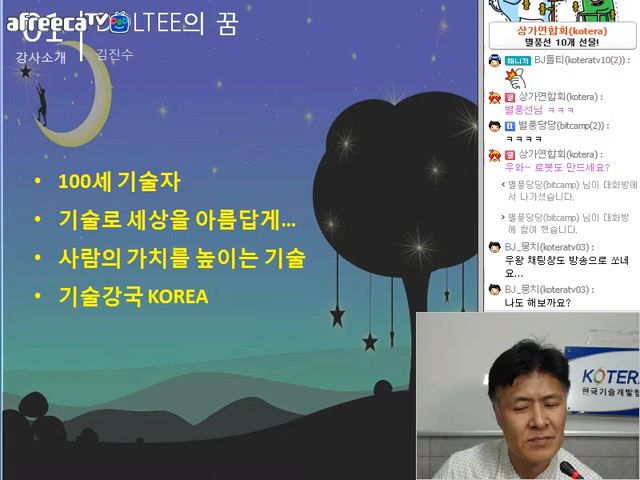 afreecaTV
의 꿈
강사소개
김진수
• 100세 기술자
• 기술로 세상을 아름답게...
• 사람의 가치를 높이는 기술
• 기술강국 KOREA
상가연합회(kotera)
별풍선 10개 선물!
매니저 BJ돌티(koteratv10(2)) :
열 상가연합회(kotera) :
별풍선님 ㅋㅋㅋ
별풍당당(bitcamp(2)) :
ㅋㅋㅋㅋ
열 상가연합회(kotera) :
우와~ 로봇도 만드세요?
별풍당당(bitcamp) 님이 대화방에
서 나가셨습니다.
별풍당당(bitcamp) 님이 대화방
에 참여 했습니다.
BJ_뭉치(koteratv03) :
우왕 채팅창도 방송으로 쏘네
요...
BJ_뭉치(koteratv03) :
나도 해보까요?
KOTERA
한국기술개발협